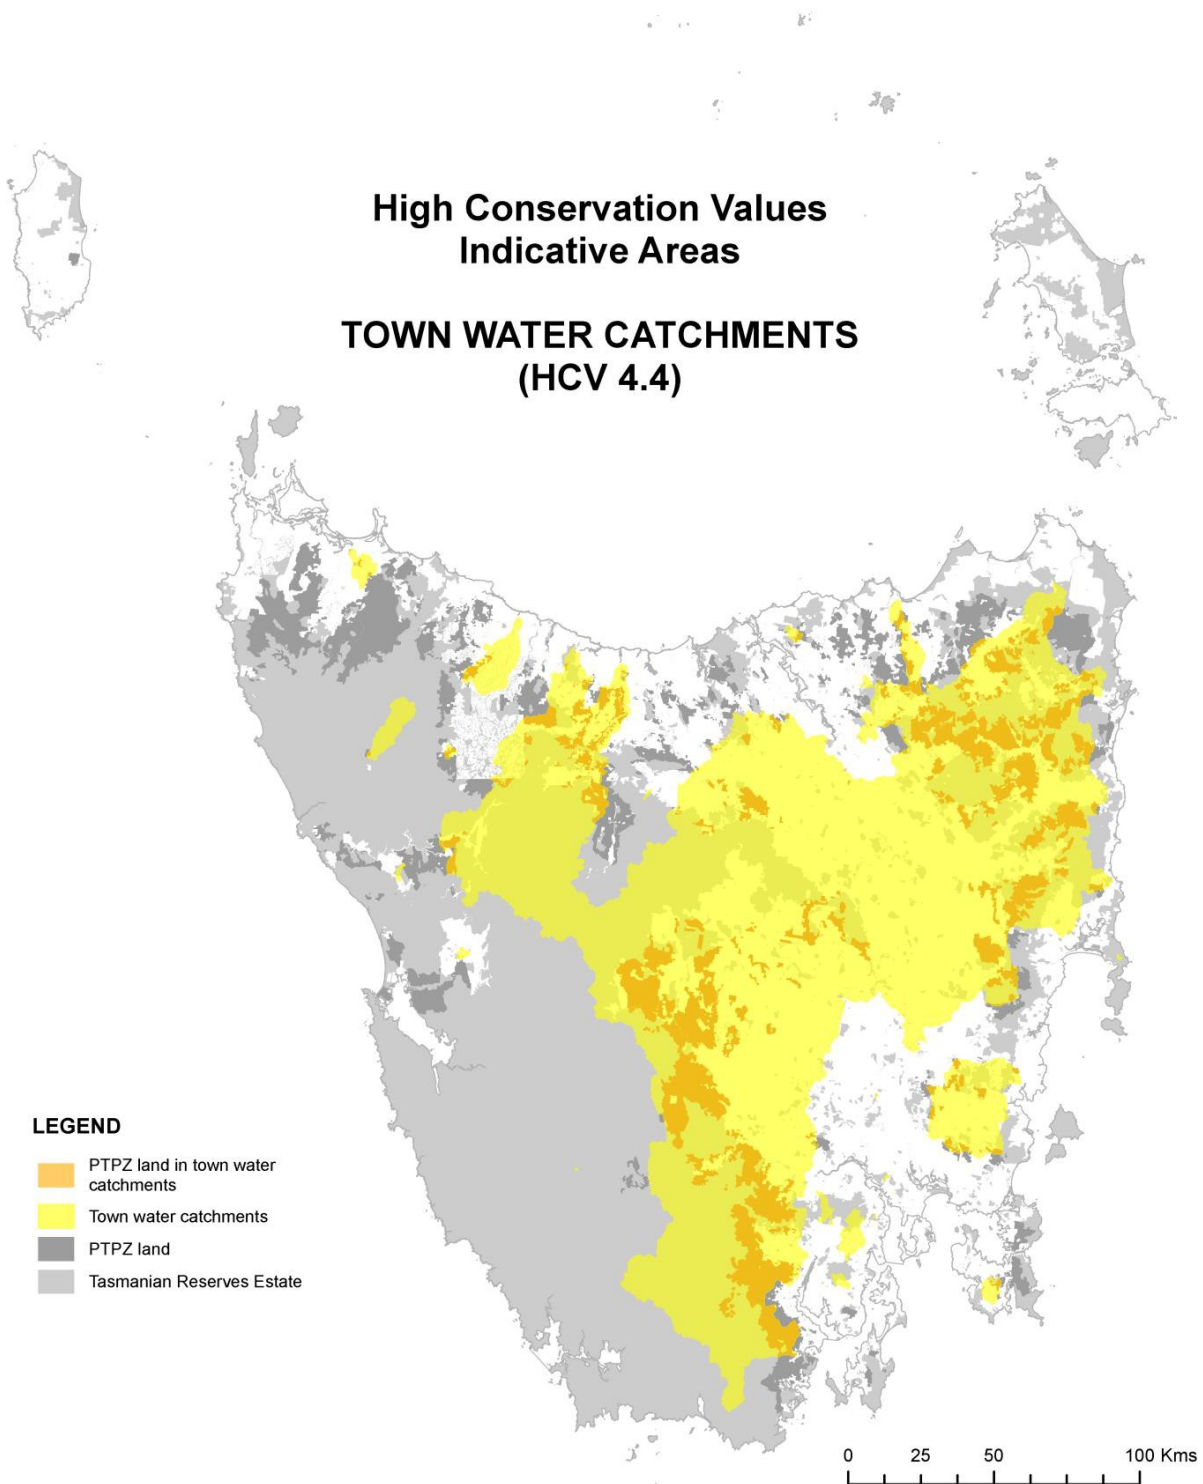 High Conservation Values
Indicative Areas
TOWN WATER CATCHMENTS
(HCV 4.4)
LEGEND
PTPZ land in town water
catchments
Town water catchments
PTPZ land
Tasmanian Reserves Estate
0 25 50 100 Kms